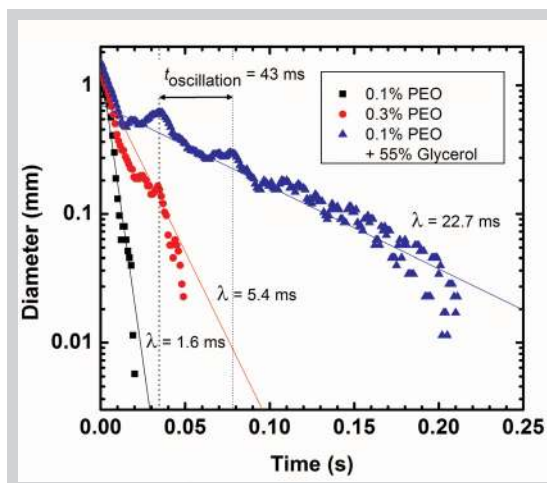 t oscillation = 43 ms
0.1% PEO
0.3% PEO
0.1% PEO
+ 55% Glycerol
1
0.1
0.01
Diameter (mm)
λ = 22.7 ms
λ = 5.4 ms
λ = 1.6 ms
0.00 0.05 0.10 0.15 0.20 0.25
Time (s)